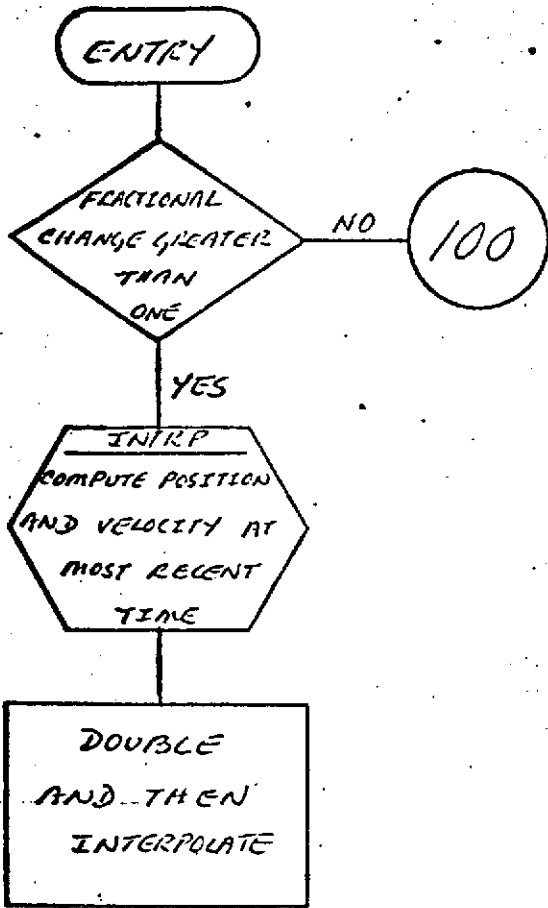 ENTRY
FRACTIONAL
CHANGE GREATER
THAN
ONE
NO
100
YES
INTRP
COMPUTE POSITION
AND VELOCITY AT
MOST RECENT
TIME
DOUBLE
AND THEN
INTERPOLATE